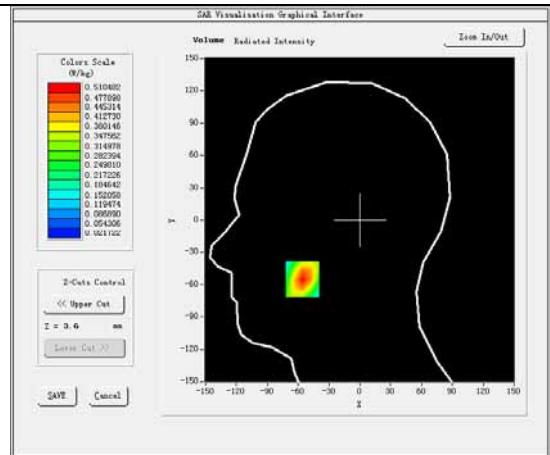 SAR Visualisation Graphical Interface
Volume Radiated Intensity
Zoom In/Out
Colors Scale
(W/kg)
0.510482
0.477898
0.445314
0.412730
0.380146
0.347562
0.314978
0.282394
0.249810
0.217226
0.184642
0.152058
0.119474
0.086890
0.054306
0.021722
150
120
90
60
30
0
-30
-60
-90
-120
-150
Y
-150 -120 -90 -60 -30 0 30 60 90 120 150
X
Z-Cuts Control
<< Upper Cut
Z = 3.6 mm
Lower Cut >>
SAVE
Cancel